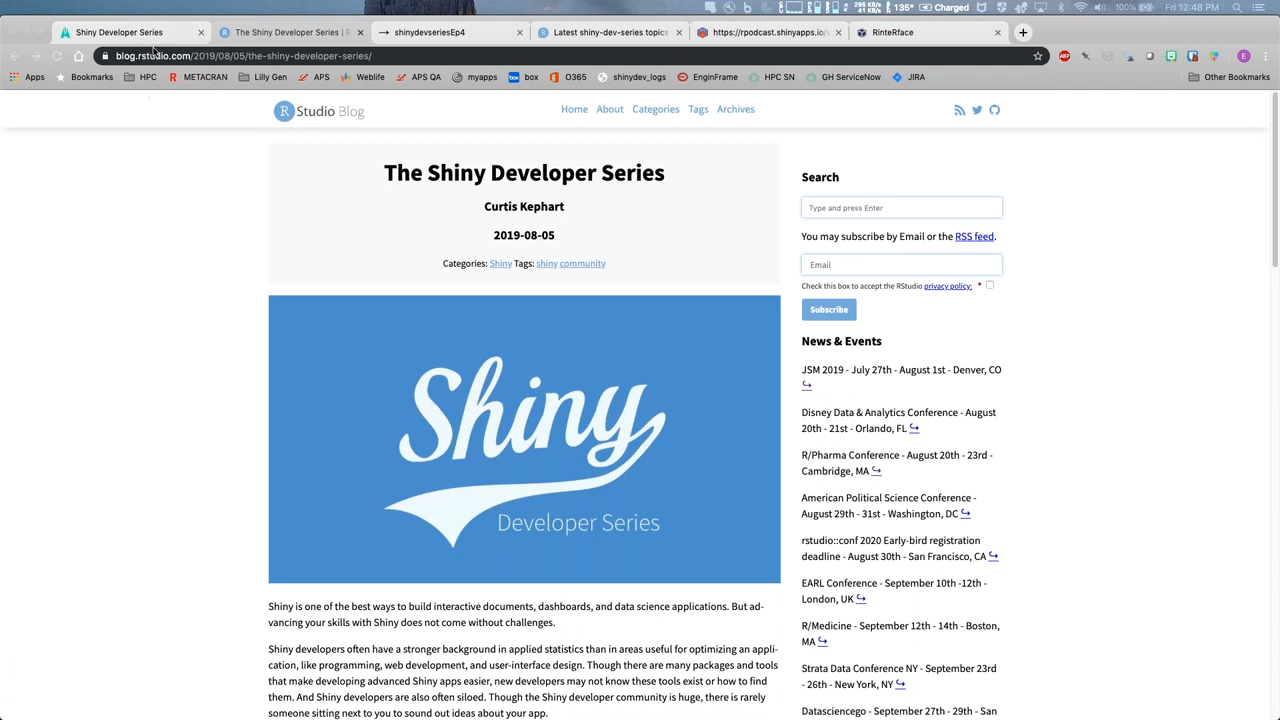 135°
Charged
Fri 12:48 PM
Shiny Developer Series
The Shiny Developer Series | R
shinydevseriesEp4
Latest shiny-dev-series topics
https://rpodcast.shinyapps.io/
RinteRface
blog.rstudio.com/2019/08/05/the-shiny-developer-series/
ABP
E
Apps
Bookmarks
HPC
METACRAN
Lilly Gen
APS
Weblife
APS QA
myapps
box
O365
shinydev_logs
EnginFrame
HPC SN
GH ServiceNow
JIRA
Other Bookmarks
R Studio Blog
Home About Categories Tags Archives
The Shiny Developer Series
Curtis Kephart
2019-08-05
Categories: Shiny Tags: shiny community
Shiny
Developer Series
Shiny is one of the best ways to build interactive documents, dashboards, and data science applications. But ad-
vancing your skills with Shiny does not come without challenges.
Shiny developers often have a stronger background in applied statistics than in areas useful for optimizing an appli-
cation, like programming, web development, and user-interface design. Though there are many packages and tools
that make developing advanced Shiny apps easier, new developers may not know these tools exist or how to find
them. And Shiny developers are also often siloed. Though the Shiny developer community is huge, there is rarely
someone sitting next to you to sound out ideas about your app.
Search
Type and press Enter
You may subscribe by Email or the RSS feed.
Email
Check this box to accept the RStudio privacy policy: *
Subscribe
News & Events
JSM 2019 - July 27th - August 1st - Denver, CO
Disney Data & Analytics Conference - August
20th - 21st - Orlando, FL
R/Pharma Conference - August 20th - 23rd -
Cambridge, MA
American Political Science Conference -
August 29th - 31st - Washington, DC
rstudio::conf 2020 Early-bird registration
deadline - August 30th - San Francisco, CA
EARL Conference - September 10th -12th -
London, UK
R/Medicine - September 12th - 14th - Boston,
MA
Strata Data Conference NY - September 23rd
- 26th - New York, NY
Datasciencego - September 27th - 29th - San